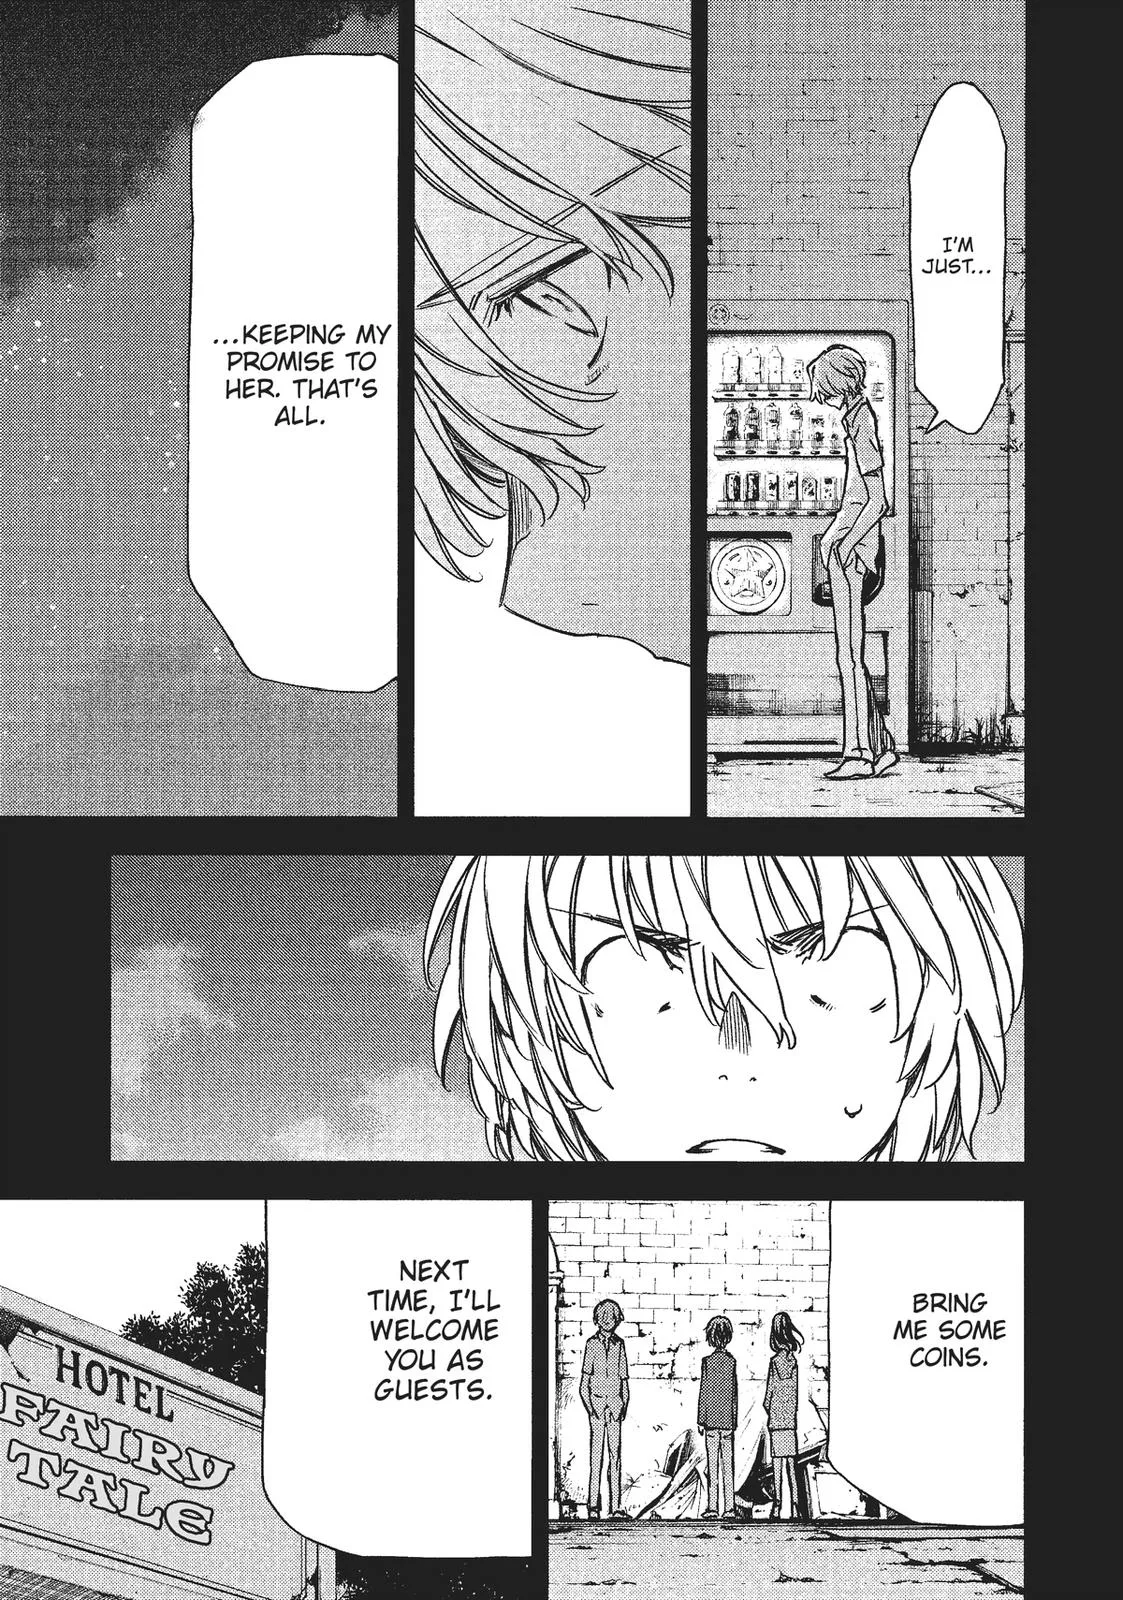 I'M
JUST...
...KEEPING MY
PROMISE TO
HER. THAT'S
ALL.
BRING
ME SOME
COINS.
NEXT
TIME, I'LL
WELCOME
YOU AS
GUESTS.
HOTEL
FAIRY
TALE